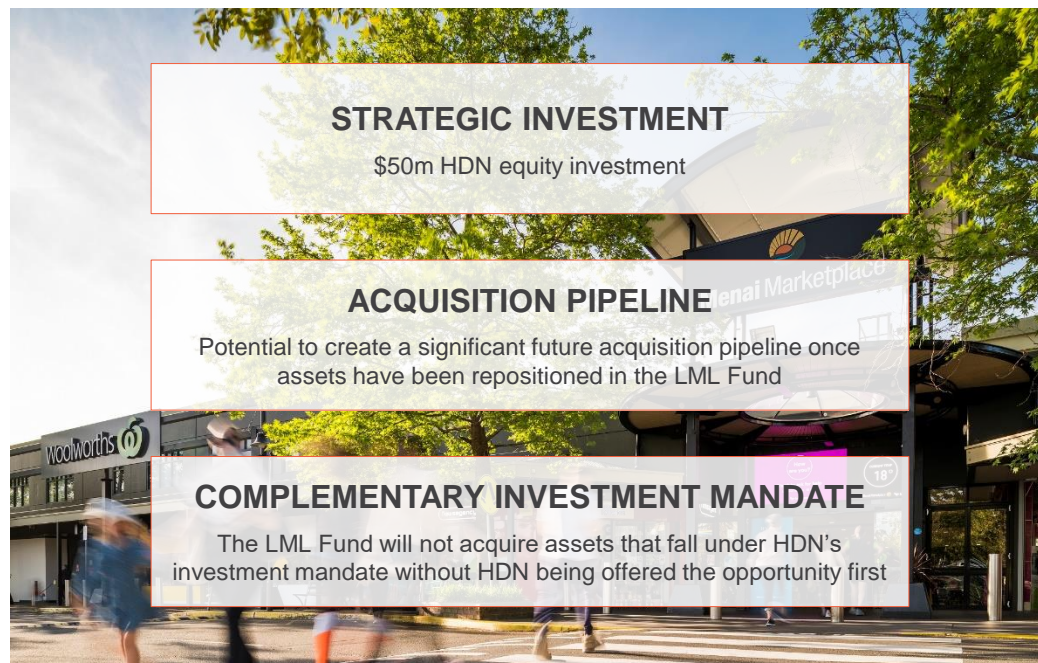 STRATEGIC INVESTMENT
$50m HDN equity investment
ACQUISITION PIPELINE
enai Marketplace
Potential to create a significant future acquisition pipeline once
assets have been repositioned in the LML Fund
woolworths
COMPLEMENTARY INVESTMENT MANDATE
18
The LML Fund will not acquire assets that fall under HDN's
investment mandate without HDN being offered the opportunity first